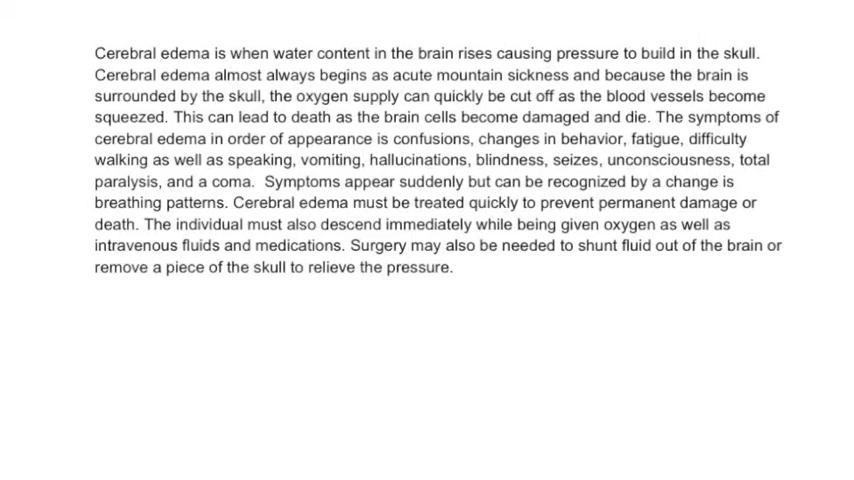 Cerebral edema is when water content in the brain rises causing pressure to build in the skull.
Cerebral edema almost always begins as acute mountain sickness and because the brain is
surrounded by the skull, the oxygen supply can quickly be cut off as the blood vessels become
squeezed. This can lead to death as the brain cells become damaged and die. The symptoms of
cerebral edema in order of appearance is confusions, changes in behavior, fatigue, difficulty
walking as well as speaking, vomiting, hallucinations, blindness, seizes, unconsciousness, total
paralysis, and a coma.  Symptoms appear suddenly but can be recognized by a change is
breathing patterns. Cerebral edema must be treated quickly to prevent permanent damage or
death. The individual must also descend immediately while being given oxygen as well as
intravenous fluids and medications. Surgery may also be needed to shunt fluid out of the brain or
remove a piece of the skull to relieve the pressure.